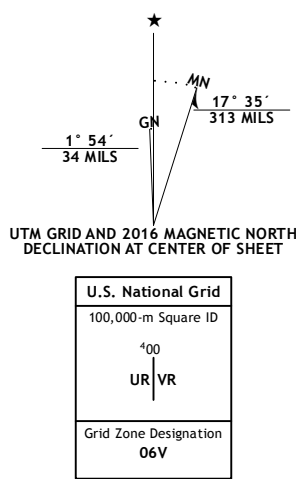 ★
MN
GN
17° 35´
313 MILS
1° 54´
34 MILS
UTM GRID AND 2016 MAGNETIC NORTH
DECLINATION AT CENTER OF SHEET
U.S. National Grid
100,000-m Square ID
⁴00
UR VR
Grid Zone Designation
06V